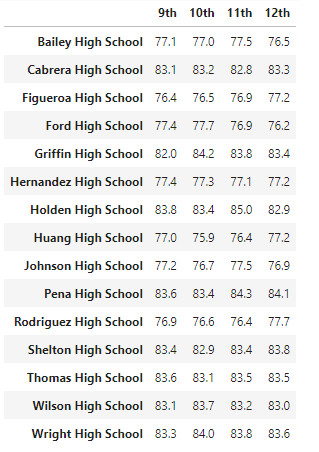 9th 10th 11th 12th
Bailey High School 77.1 77.0 77.5 76.5
Cabrera High School 83.1 83.2 82.8 83.3
Figueroa High School 76.4 76.5 76.9 77.2
Ford High School 77.4 77.7 76.9 76.2
Griffin High School 82.0 84.2 83.8 83.4
Hernandez High School 77.4 77.3 77.1 77.2
Holden High School 83.8 83.4 85.0 82.9
Huang High School 77.0 75.9 76.4 77.2
Johnson High School 77.2 76.7 77.5 76.9
Pena High School 83.6 83.4 84.3 84.1
Rodriguez High School 76.9 76.6 76.4 77.7
Shelton High School 83.4 82.9 83.4 83.8
Thomas High School 83.6 83.1 83.5 83.5
Wilson High School 83.1 83.7 83.2 83.0
Wright High School 83.3 84.0 83.8 83.6